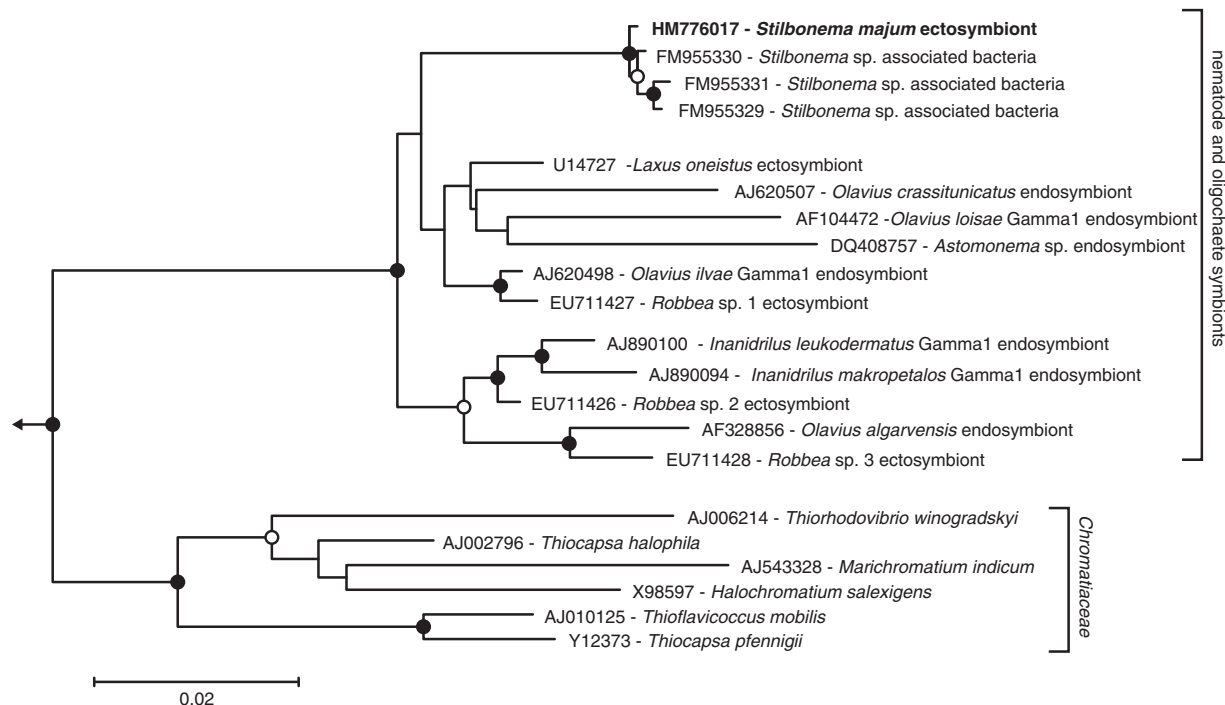 HM776017 - Stilbonema majum ectosymbiont
FM955330 - Stilbonema sp. associated bacteria
FM955331 - Stilbonema sp. associated bacteria
FM955329 - Stilbonema sp. associated bacteria
U14727 -Laxus oneistus ectosymbiont
AJ620507 - Olavius crassitunicatus endosymbiont
AF104472 -Olavius loisae Gamma1 endosymbiont
DQ408757 - Astomonema sp. endosymbiont
AJ620498 - Olavius ilvae Gamma1 endosymbiont
EU711427 - Robbea sp. 1 ectosymbiont
AJ890100 - Inanidrilus leukodermatus Gamma1 endosymbiont
AJ890094 - Inanidrilus makropetalos Gamma1 endosymbiont
EU711426 - Robbea sp. 2 ectosymbiont
AF328856 - Olavius algarvensis endosymbiont
EU711428 - Robbea sp. 3 ectosymbiont
nematode and oligochaete symbionts
AJ006214 - Thiorhodovibrio winogradskyi
AJ002796 - Thiocapsa halophila
AJ543328 - Marichromatium indicum
X98597 - Halochromatium salexigens
AJ010125 - Thioflavicoccus mobilis
Y12373 - Thiocapsa pfennigii
Chromatiaceae
0.02